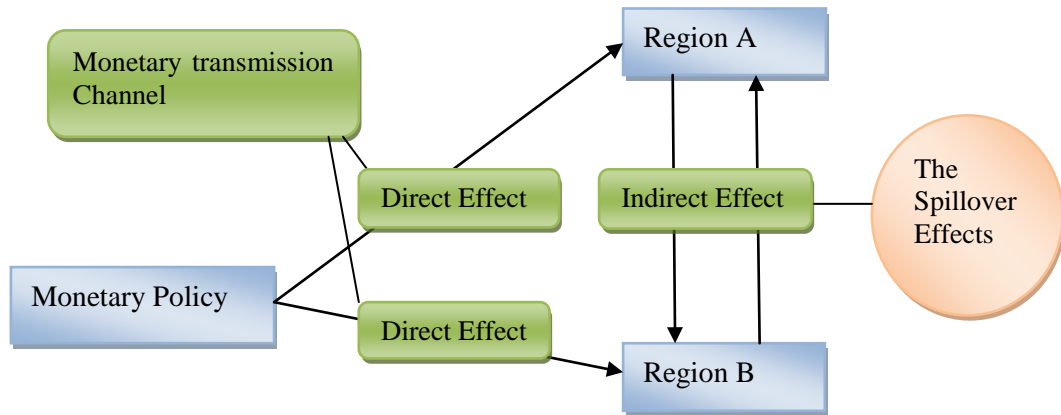 Monetary transmission
Channel
Region A
Direct Effect
Indirect Effect
The
Spillover
Effects
Monetary Policy
Direct Effect
Region B